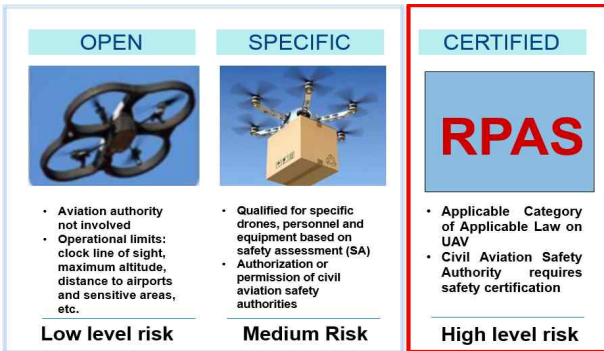 OPEN
SPECIFIC
CERTIFIED
RPAS
• Aviation authority
not involved
• Operational limits:
clock line of sight,
maximum altitude,
distance to airports
and sensitive areas,
etc.
Low level risk
• Qualified for specific
drones, personnel and
equipment based on
safety assessment (SA)
• Authorization or
permission of civil
aviation safety
authorities
Medium Risk
• Applicable Category
of Applicable Law on
UAV
• Civil Aviation Safety
Authority requires
safety certification
High level risk